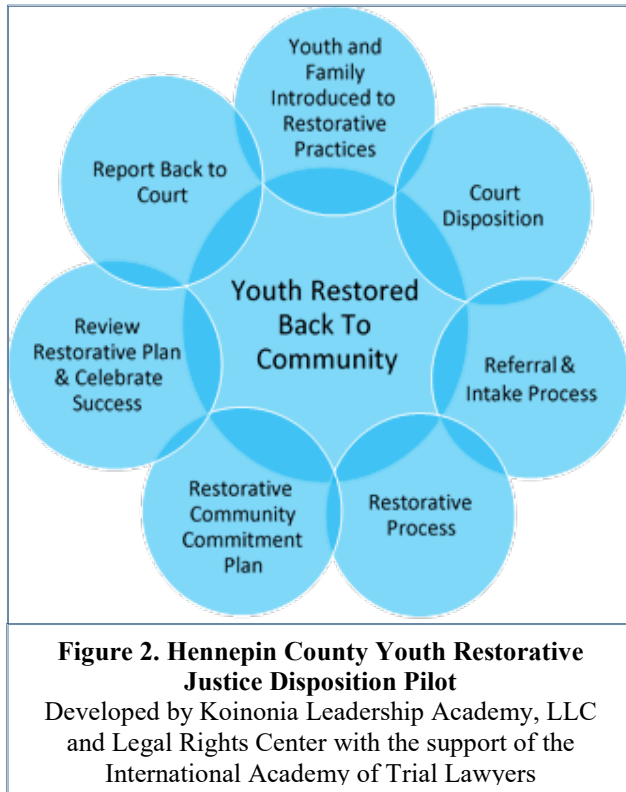 Youth and
Family
Introduced to
Restorative
Practices
Court
Disposition
Referral &
Intake Process
Restorative
Process
Restorative
Community
Commitment
Plan
Review
Restorative Plan
& Celebrate
Success
Report Back to
Court
Youth Restored
Back To
Community
Figure 2. Hennepin County Youth Restorative
Justice Disposition Pilot
Developed by Koinonia Leadership Academy, LLC
and Legal Rights Center with the support of the
International Academy of Trial Lawyers